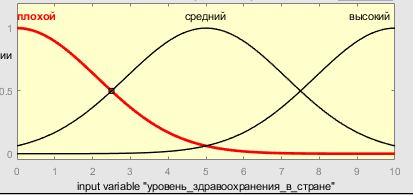 плохой средний высокий
1
ии
0.5
0
0 1 2 3 4 5 6 7 8 9 10
input variable "уровень_здравоохранения_в_стране"